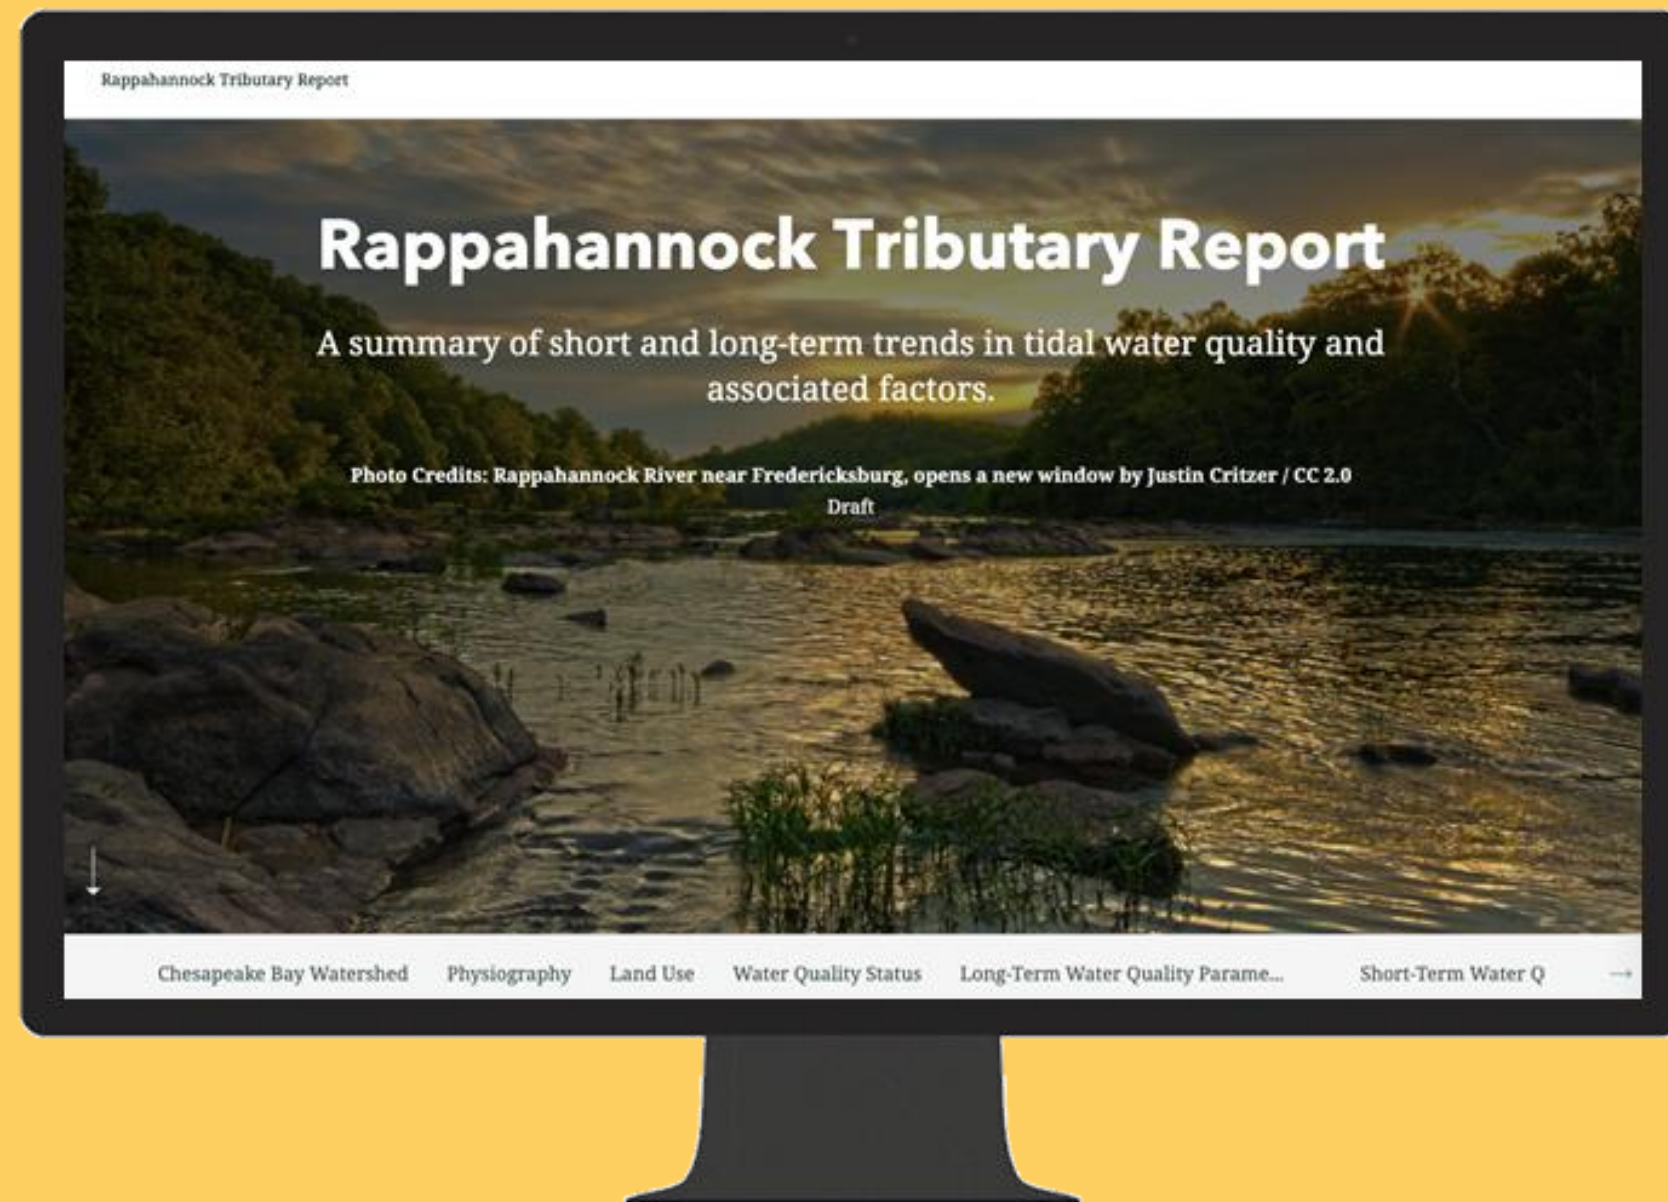 Rappahannock Tributary Report
Rappahannock Tributary Report
A summary of short and long-term trends in tidal water quality and
associated factors.
Photo Credits: Rappahannock River near Fredericksburg, opens a new window by Justin Critzer / CC 2.0
Draft
Chesapeake Bay Watershed Physiography Land Use Water Quality Status Long-Term Water Quality Parame... Short-Term Water Q